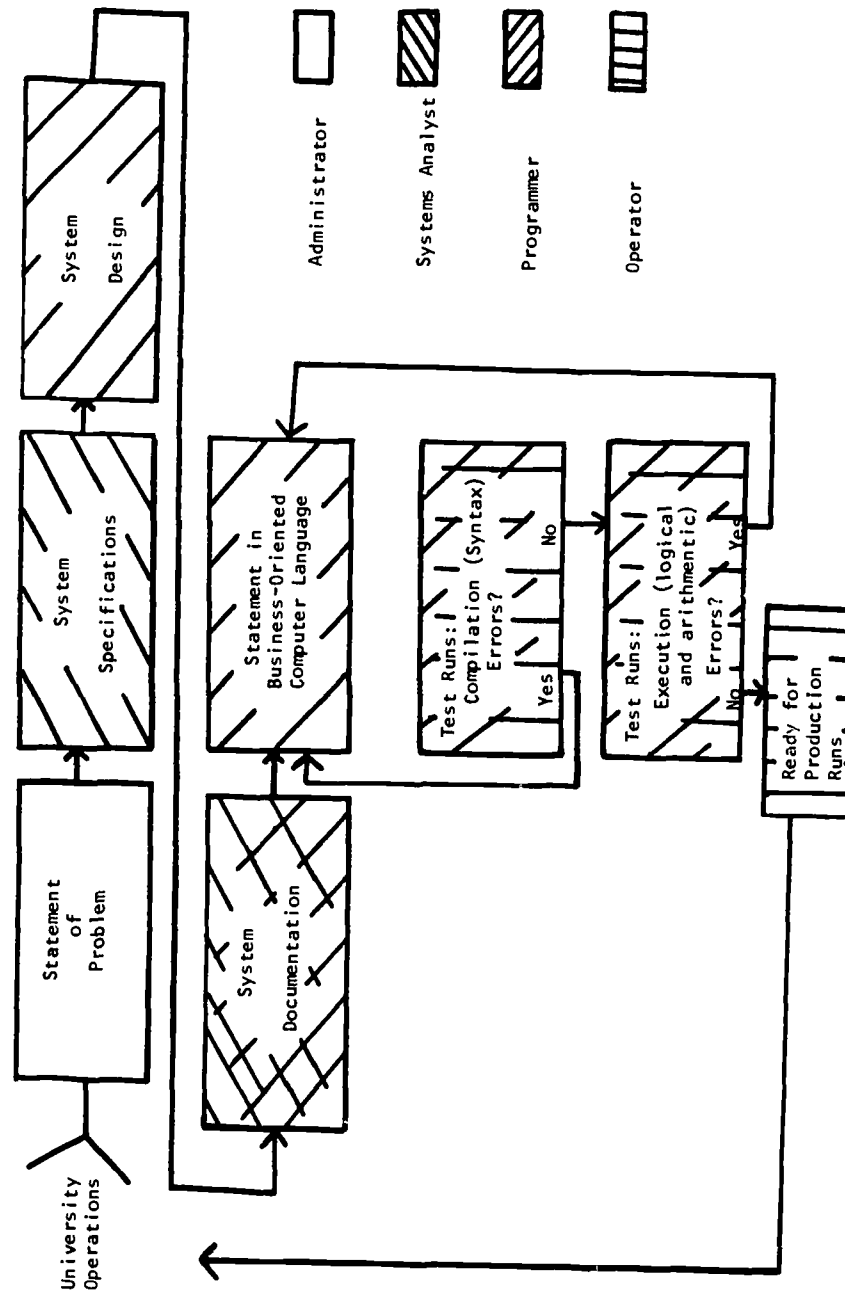 University
Operations
Statement
of
Problem
System
Specifications
System
Design
System
Documentation
Statement in
Business-Oriented
Computer Language
Test Runs:
Compilation (Syntax)
Errors?
Yes
No
Test Runs:
Execution (logical
and arithmentic)
Errors?
No
Yes
Ready for
Production
Runs.
Administrator
Systems Analyst
Programmer
Operator